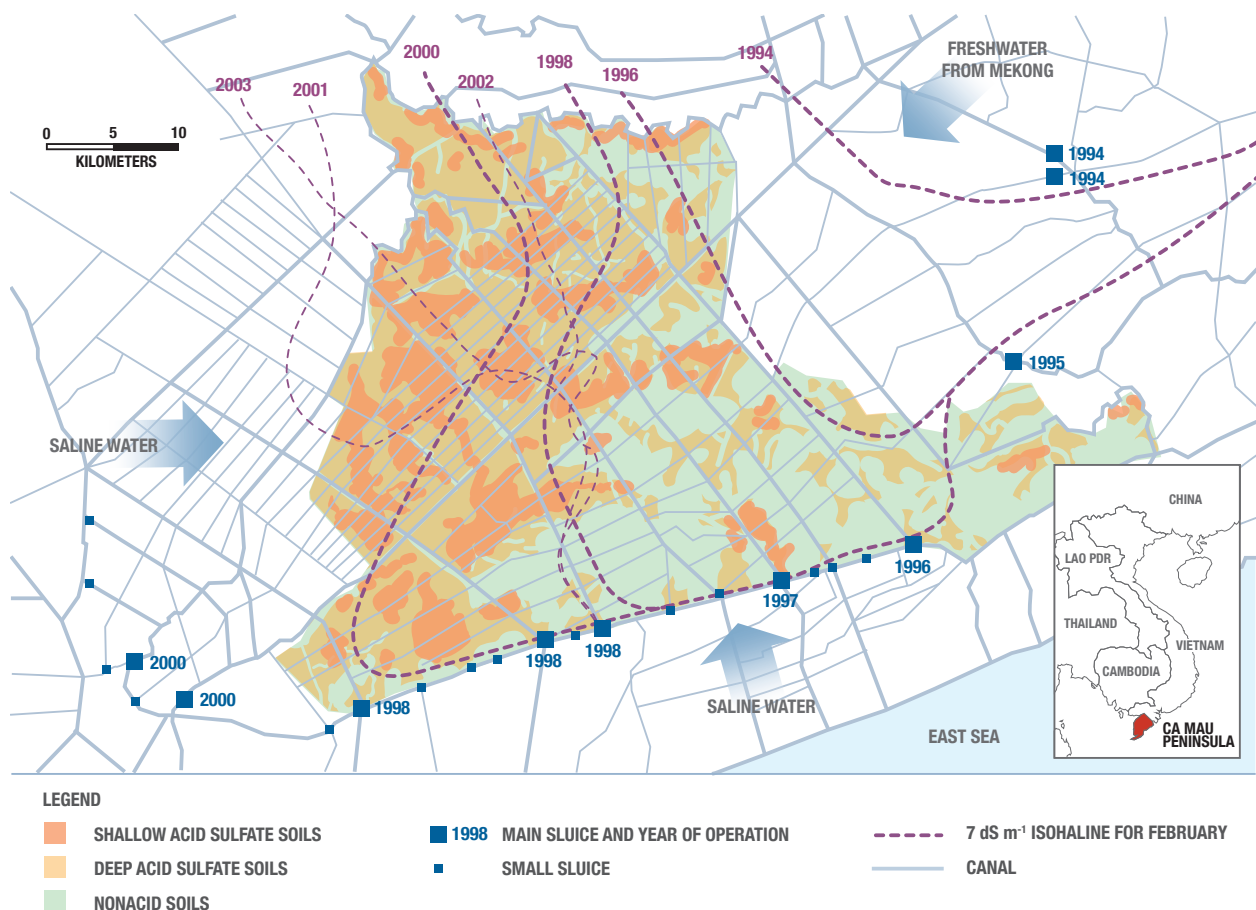 2000
1998
1996
1994
2003
2001
2002
FRESHWATER
FROM MEKONG
0 5 10
KILOMETERS
1994
1994
1995
SALINE WATER
1996
1997
1998
1998
2000
2000
1998
SALINE WATER
EAST SEA
CHINA
LAO PDR
THAILAND
VIETNAM
CAMBODIA
CA MAU
PENINSULA
LEGEND
SHALLOW ACID SULFATE SOILS
DEEP ACID SULFATE SOILS
NONACID SOILS
1998 MAIN SLUICE AND YEAR OF OPERATION
SMALL SLUICE
7 dS m⁻¹ ISOHALINE FOR FEBRUARY
CANAL